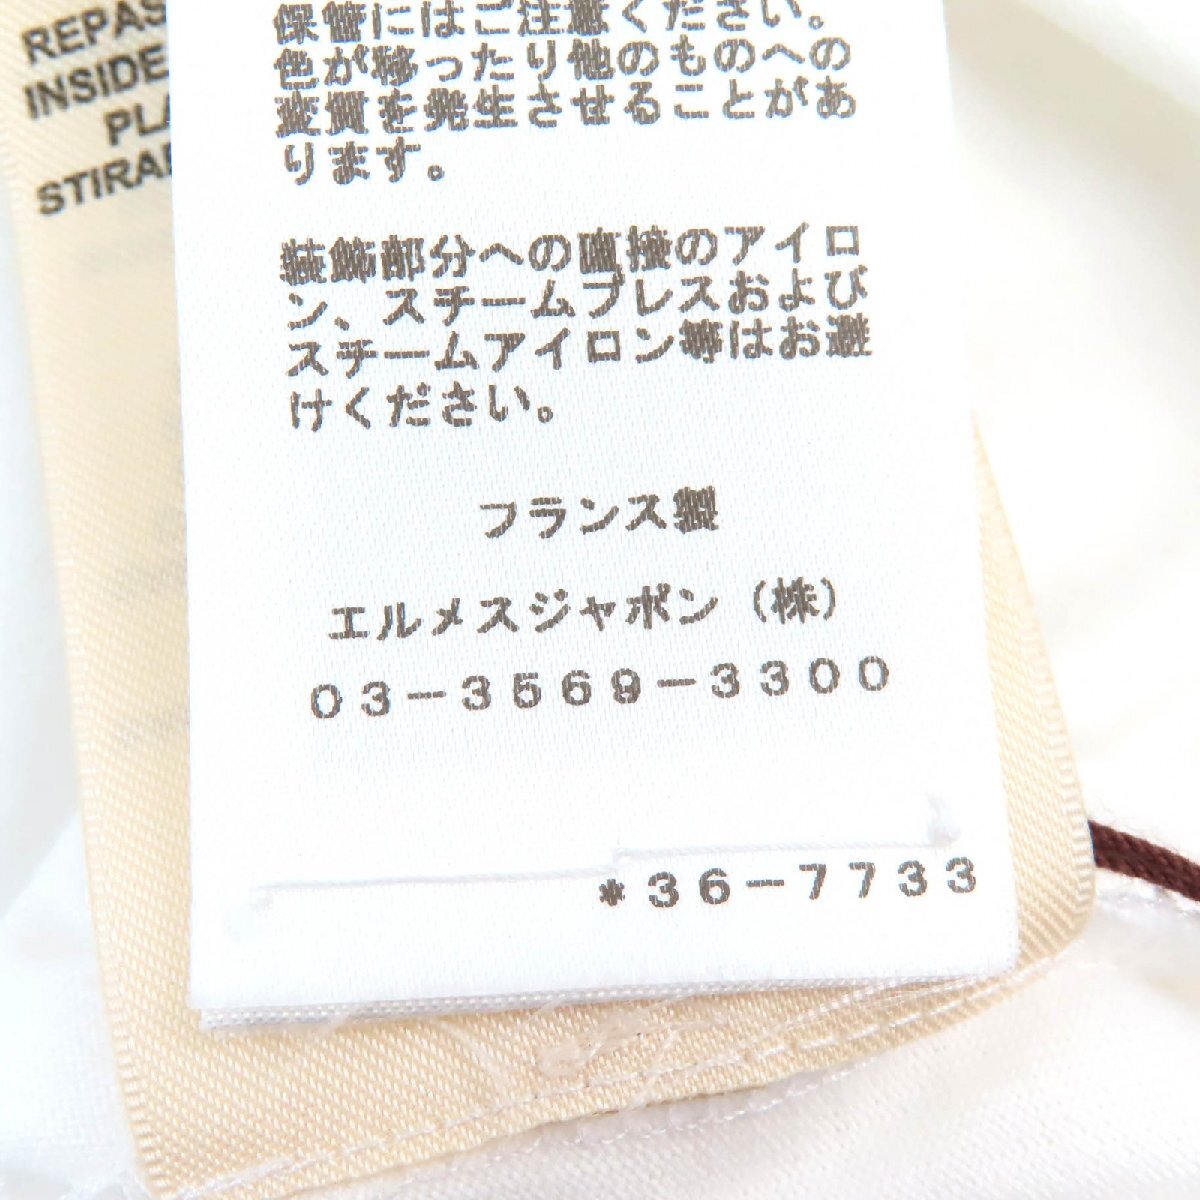 REPAS
INSIDE
PLA
STIRA
保管にはご注意ください。
色が移ったり他のものへの
変質を発生させることがあ
ります。
装飾部分への直接のアイロ
ン、スチームプレスおよび
スチームアイロン等はお避
けください。
フランス製
エルメスジャポン（株）
03-3569-3300
*36-7733